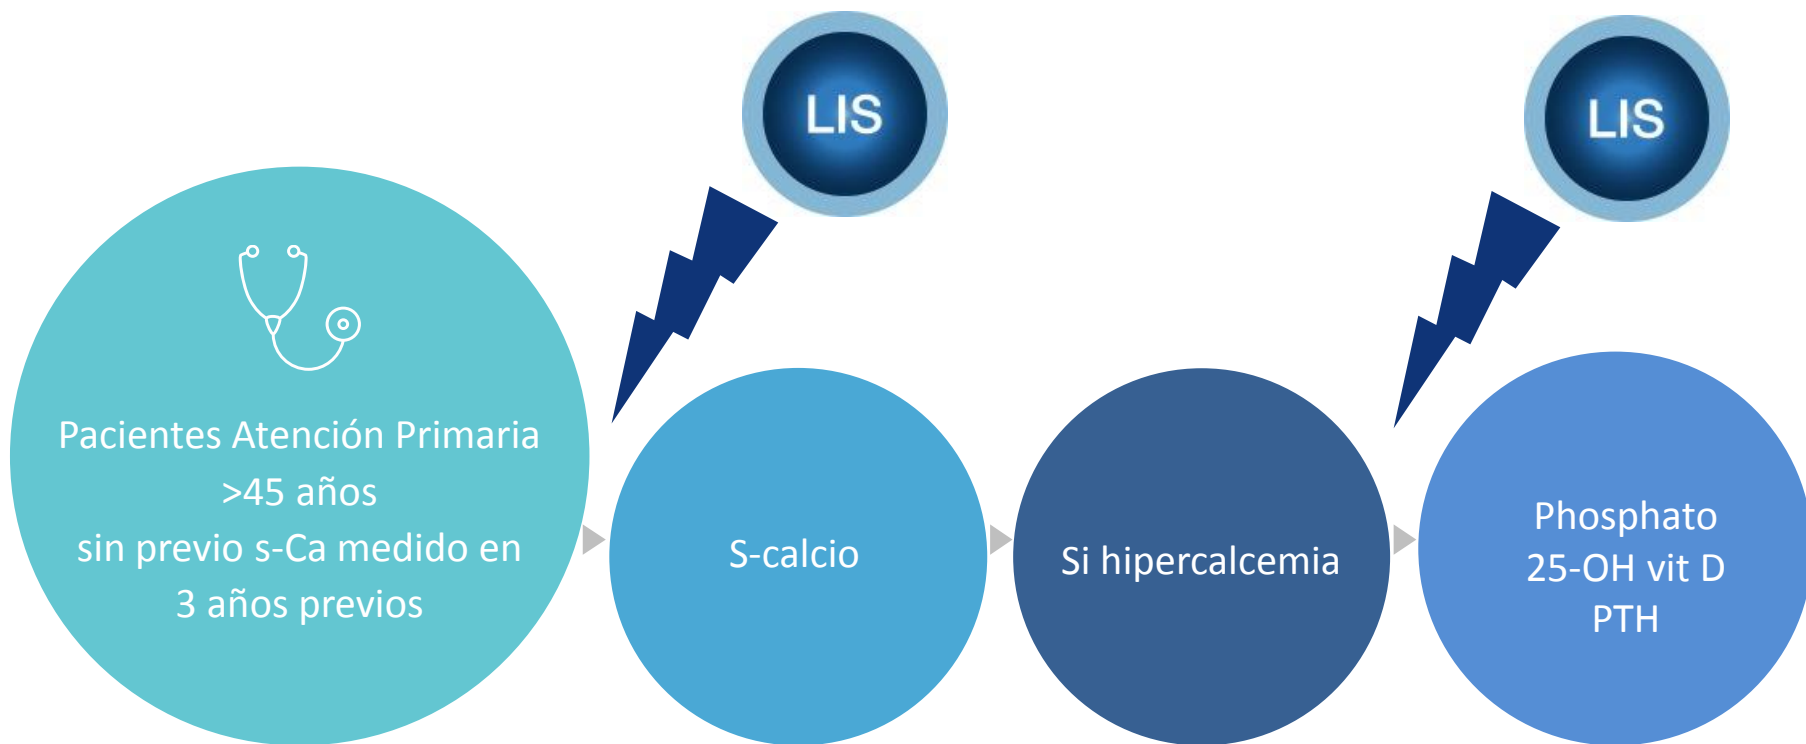 LIS
LIS
Pacientes Atención Primaria
>45 años
sin previo s-Ca medido en
3 años previos
S-calcio
Si hipercalcemia
Phosphato
25-OH vit D
PTH